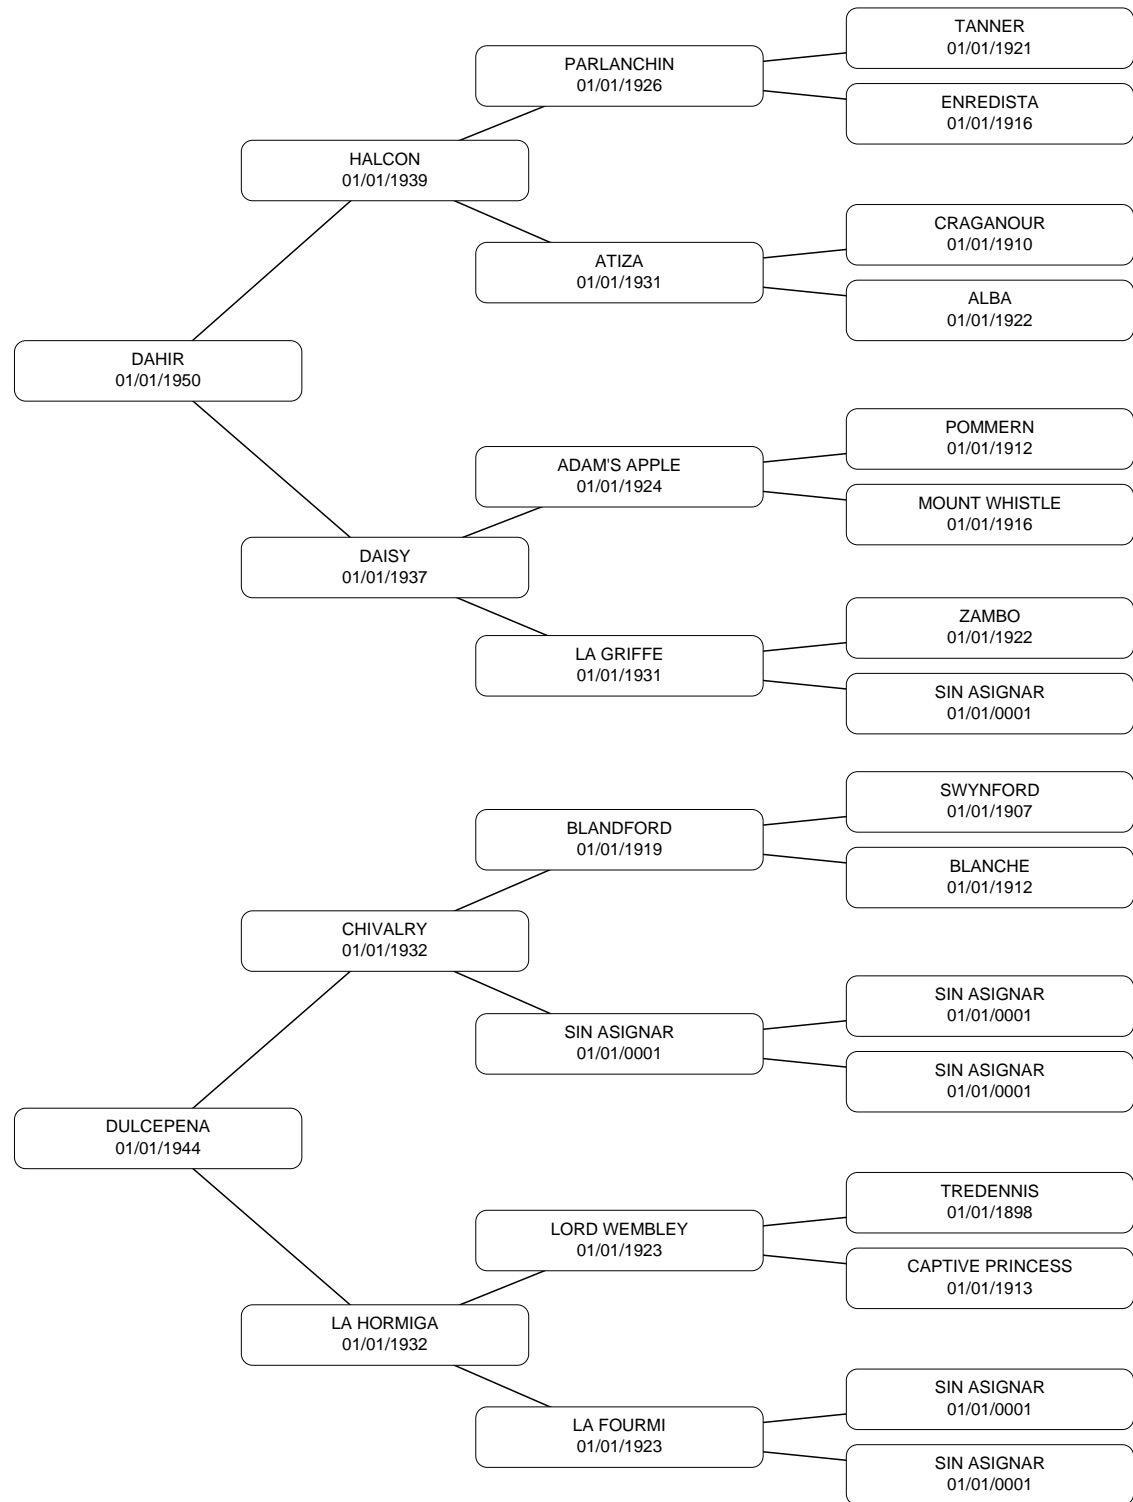 TANNER
01/01/1921
PARLANCHIN
01/01/1926
ENREDISTA
01/01/1916
HALCON
01/01/1939
CRAGANOUR
01/01/1910
ATIZA
01/01/1931
ALBA
01/01/1922
DAHIR
01/01/1950
POMMERN
01/01/1912
ADAM'S APPLE
01/01/1924
MOUNT WHISTLE
01/01/1916
DAISY
01/01/1937
ZAMBO
01/01/1922
LA GRIFFE
01/01/1931
SIN ASIGNAR
01/01/0001
SWYNFORD
01/01/1907
BLANDFORD
01/01/1919
BLANCHE
01/01/1912
CHIVALRY
01/01/1932
SIN ASIGNAR
01/01/0001
SIN ASIGNAR
01/01/0001
SIN ASIGNAR
01/01/0001
DULCEPENA
01/01/1944
TREDENNIS
01/01/1898
LORD WEMBLEY
01/01/1923
CAPTIVE PRINCESS
01/01/1913
LA HORMIGA
01/01/1932
SIN ASIGNAR
01/01/0001
LA FOURMI
01/01/1923
SIN ASIGNAR
01/01/0001